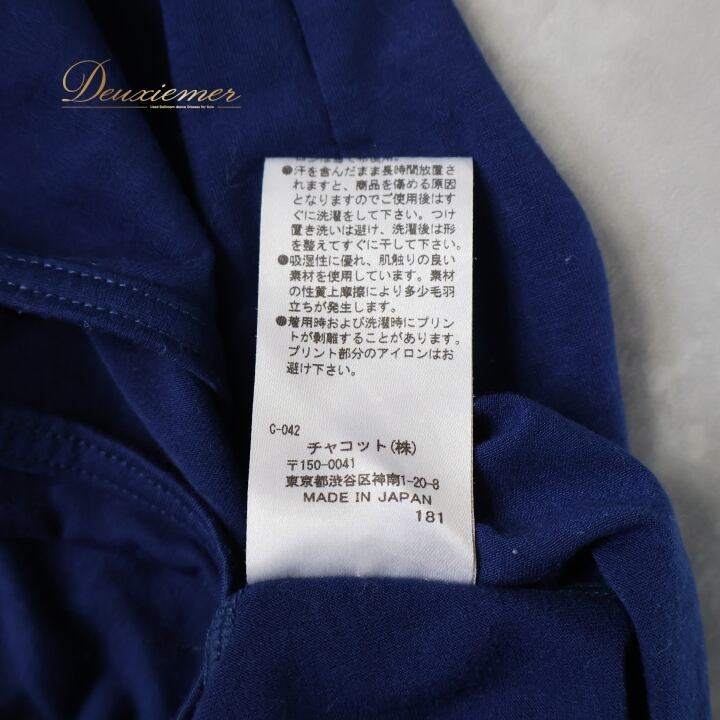 Deuxiemer
Used Ballroom dance Dresses for Sale
●汗を含んだまま長時間放置さ
れますと、商品を傷める原因
となりますのでご使用後はす
ぐに洗濯をして下さい。つけ
置き洗いは避け、洗濯後は形
を整えてすぐに干して下さい。
●吸湿性に優れ、肌触りの良い
素材を使用しています。素材
の性質上摩擦により多少毛羽
立ちが発生します。
●着用時および洗濯時にプリン
トが剥離することがあります。
プリント部分のアイロンはお
避け下さい。
C-042
チャコット(株)
〒150-0041
東京都渋谷区神南1-20-8
MADE IN JAPAN
181